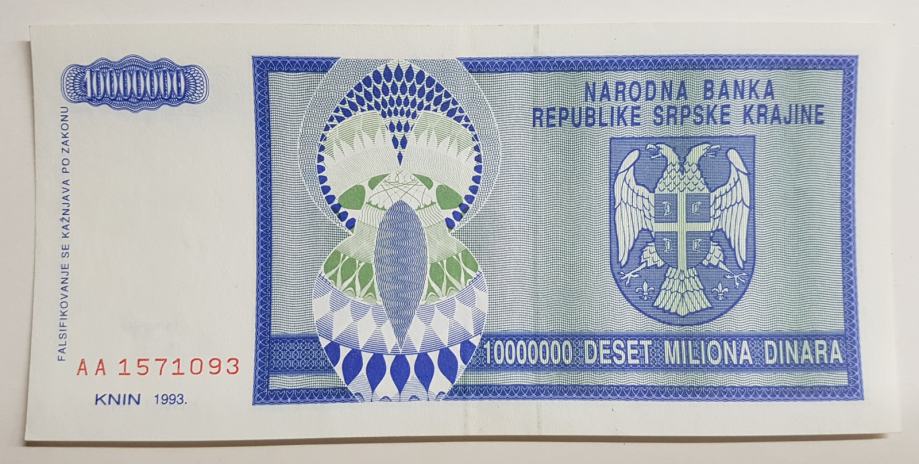 10000000
FALSIFIKOVANJE SE KAŽNJAVA PO ZAKONU
NARODNA BANKA
REPUBLIKE SRPSKE KRAJINE
10000000 DESET MILIONA DINARA
AA 1571093
KNIN 1993.